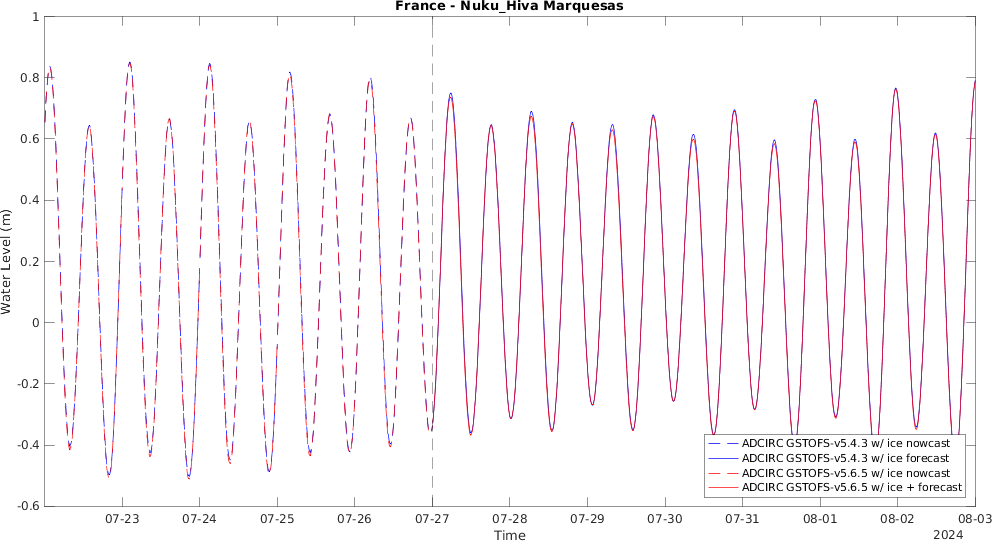 France - Nuku_Hiva Marquesas
1
0.8
0.6
0.4
0.2
0
-0.2
-0.4
-0.6
Water Level (m)
07-23 07-24 07-25 07-26 07-27 07-28 07-29 07-30 07-31 08-01 08-02 08-03
Time
2024
ADCIRC GSTOFS-v5.4.3 w/ ice nowcast
ADCIRC GSTOFS-v5.4.3 w/ ice forecast
ADCIRC GSTOFS-v5.6.5 w/ ice nowcast
ADCIRC GSTOFS-v5.6.5 w/ ice + forecast